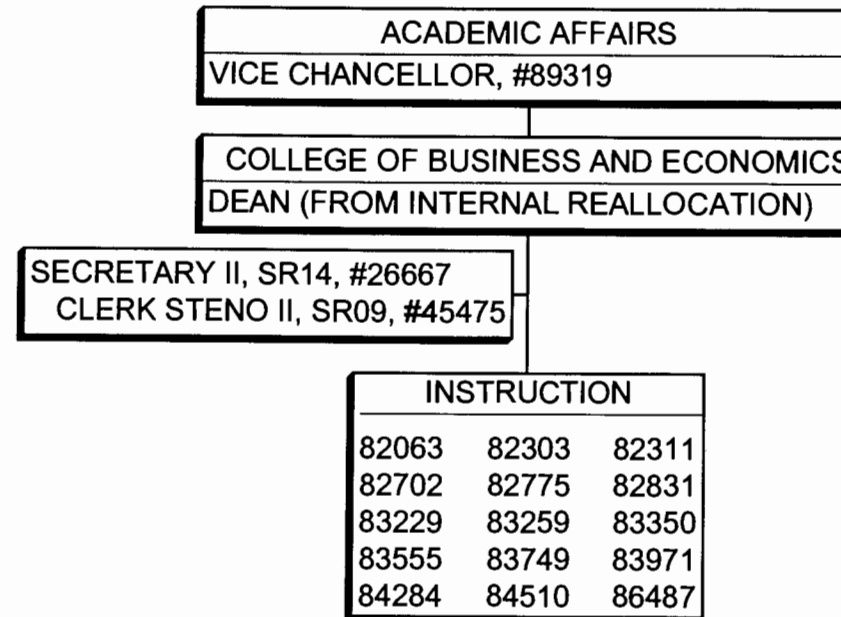 ACADEMIC AFFAIRS
VICE CHANCELLOR, #89319
COLLEGE OF BUSINESS AND ECONOMICS
DEAN (FROM INTERNAL REALLOCATION)
SECRETARY II, SR14, #26667
CLERK STENO II, SR09, #45475
INSTRUCTION
82063 82303 82311
82702 82775 82831
83229 83259 83350
83555 83749 83971
84284 84510 86487